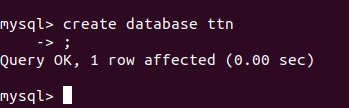 mysql> create database ttn
    -> ;
Query OK, 1 row affected (0.00 sec)
mysql>